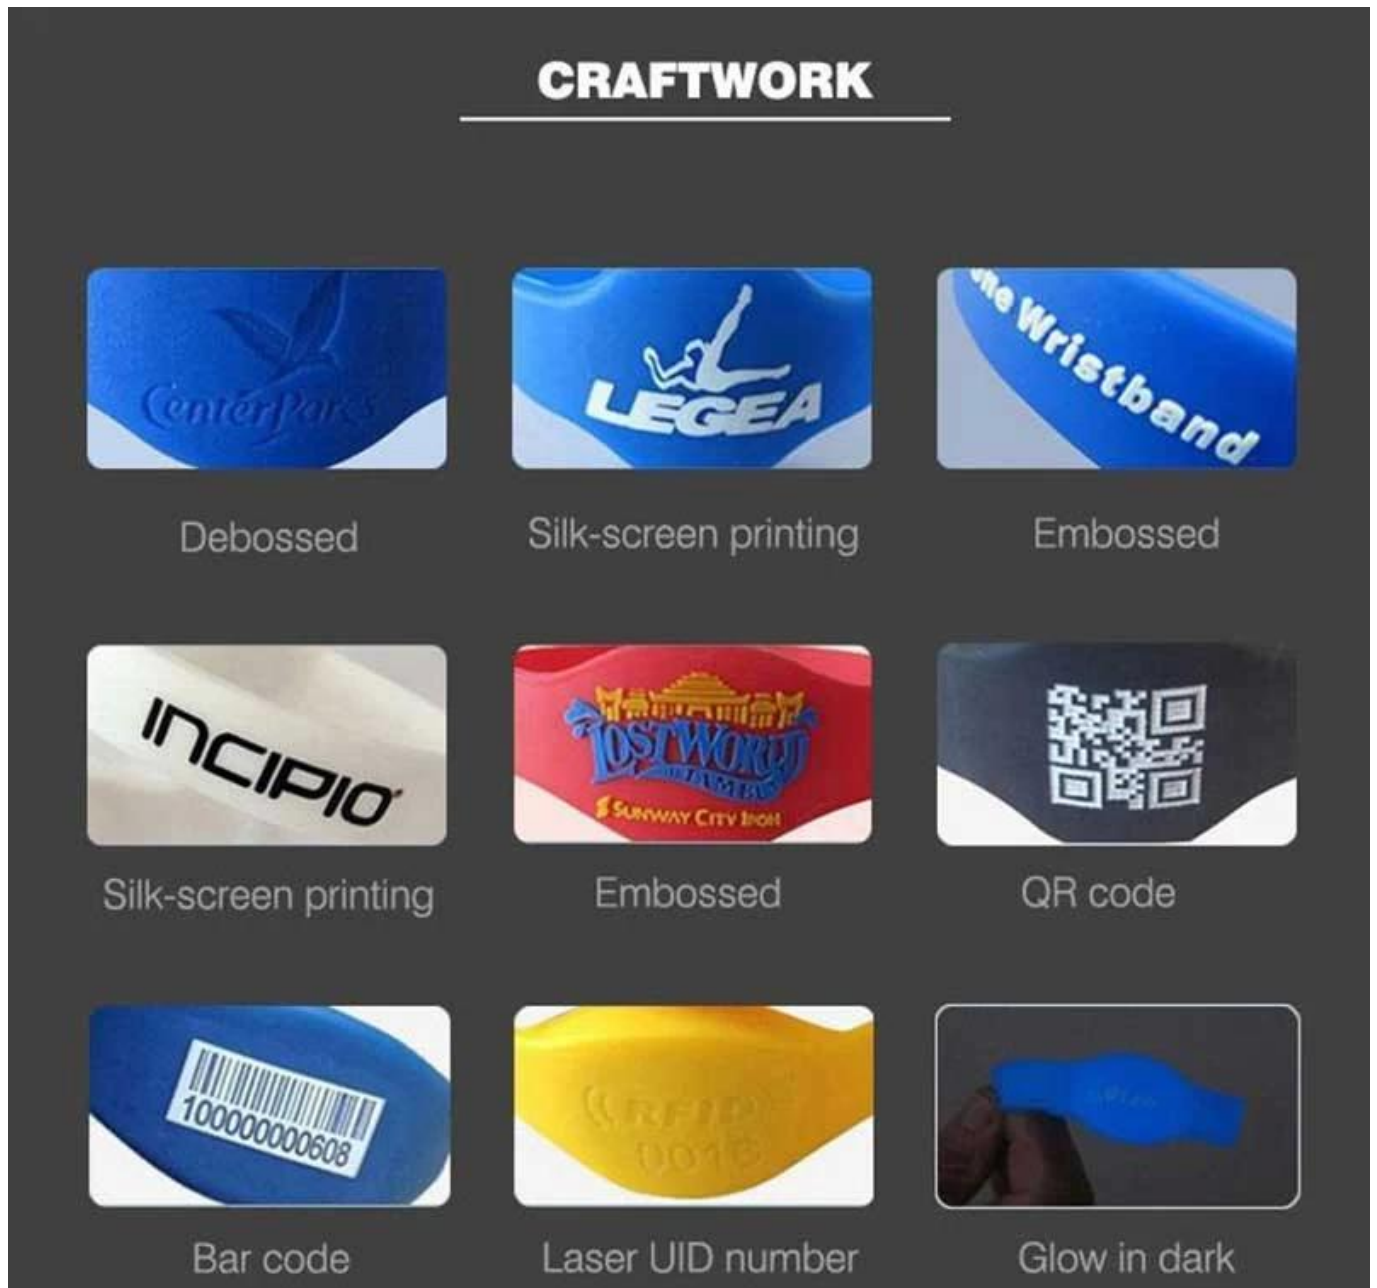 CRAFTWORK
CenterParcs
LEGEA
Wristband
Debossed
Silk-screen printing
Embossed
INCIPIO
LOST WORLD
SUNWAY CITY IPOH
Silk-screen printing
Embossed
QR code
100000000608
RFID
Bar code
Laser UID number
Glow in dark